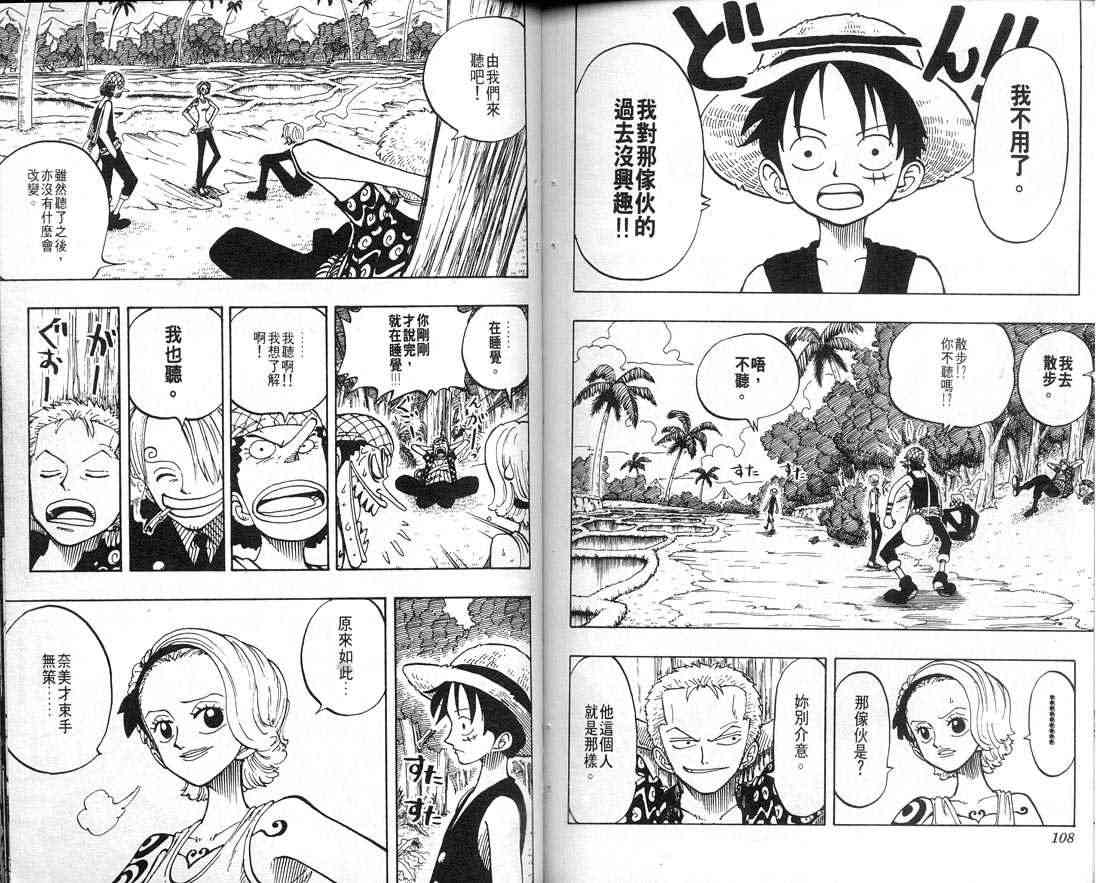 我不用了。
どん!!
我對那傢伙的
過去沒興趣!!
我去
散步。
散步!?
你不聽嗎!?
唔,
不聽。
すた
すた
********
那傢伙是?
妳別介意。
他這個人
就是那樣。
108
由我們來
聽吧!
雖然聽了之後,
亦沒有什麼會
改變。
……
在睡覺。
你剛剛
才說完,
就在睡覺!!!
我聽啊!!
我想了解
啊!
我也聽。
がー
ぐおー
すた
すた
原來如此…
奈美才束手
無策……